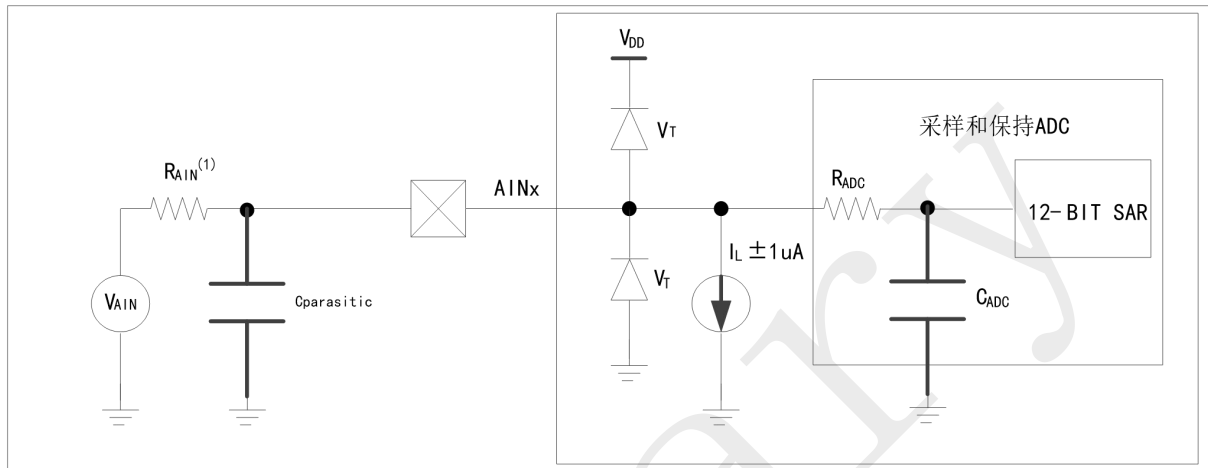 VDD
VT
采样和保持ADC
RAIN(1)
AINx
RADC
12-BIT SAR
IL ±1uA
VT
VAIN
Cparasitic
CADC
ary